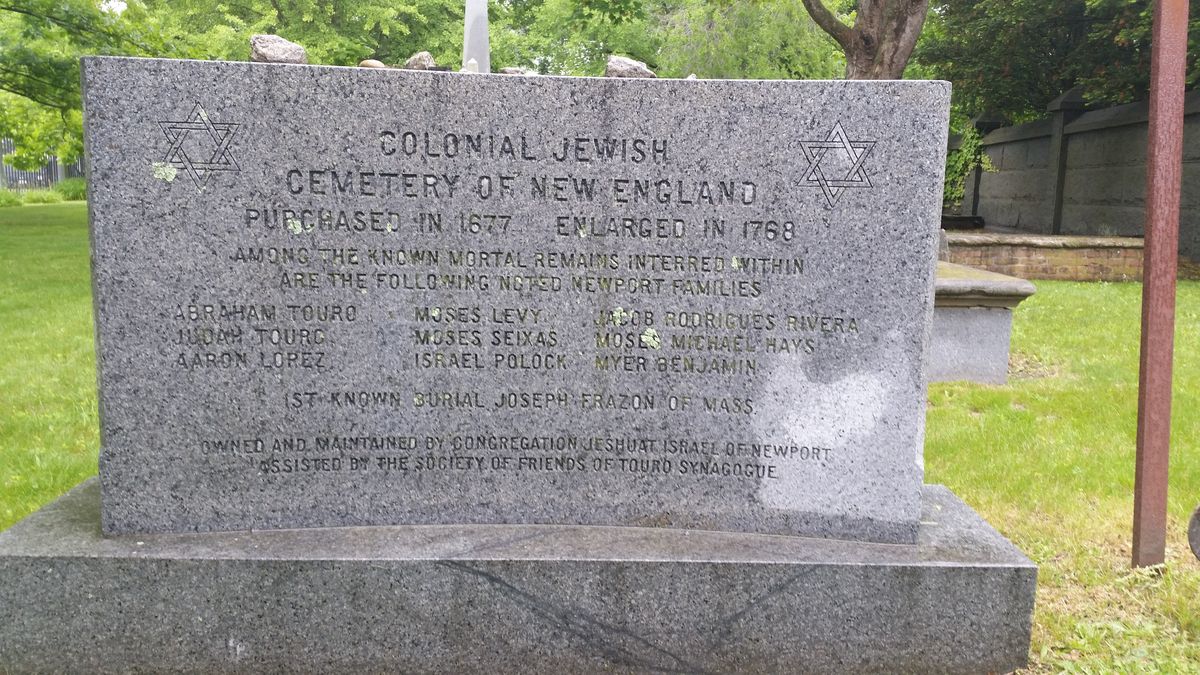 COLONIAL JEWISH
CEMETERY OF NEW ENGLAND
PURCHASED IN 1677 ENLARGED IN 1768
AMONG THE KNOWN MORTAL REMAINS INTERRED WITHIN
ARE THE FOLLOWING NOTED NEWPORT FAMILIES
ABRAHAM TOURO MOSES LEVY JACOB RODRIGUES RIVERA
JUDAH TOURO MOSES SEIXAS MOSES MICHAEL HAYS
AARON LOPEZ ISRAEL POLOCK MYER BENJAMIN
1ST KNOWN BURIAL JOSEPH FRAZON OF MASS.
OWNED AND MAINTAINED BY CONGREGATION JESHUAT ISRAEL OF NEWPORT
ASSISTED BY THE SOCIETY OF FRIENDS OF TOURO SYNAGOGUE